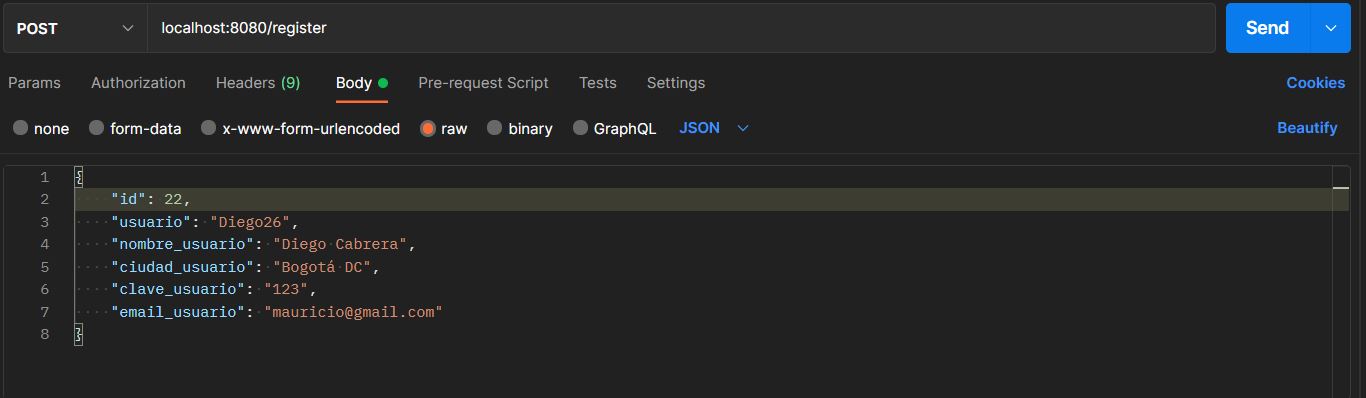 POST localhost:8080/register Send
Params Authorization Headers (9) Body Pre-request Script Tests Settings Cookies
none form-data x-www-form-urlencoded raw binary GraphQL JSON Beautify
1 {
2 "id": 22,
3 "usuario": "Diego26",
4 "nombre_usuario": "Diego Cabrera",
5 "ciudad_usuario": "Bogotá DC",
6 "clave_usuario": "123",
7 "email_usuario": "mauricio@gmail.com"
8 }